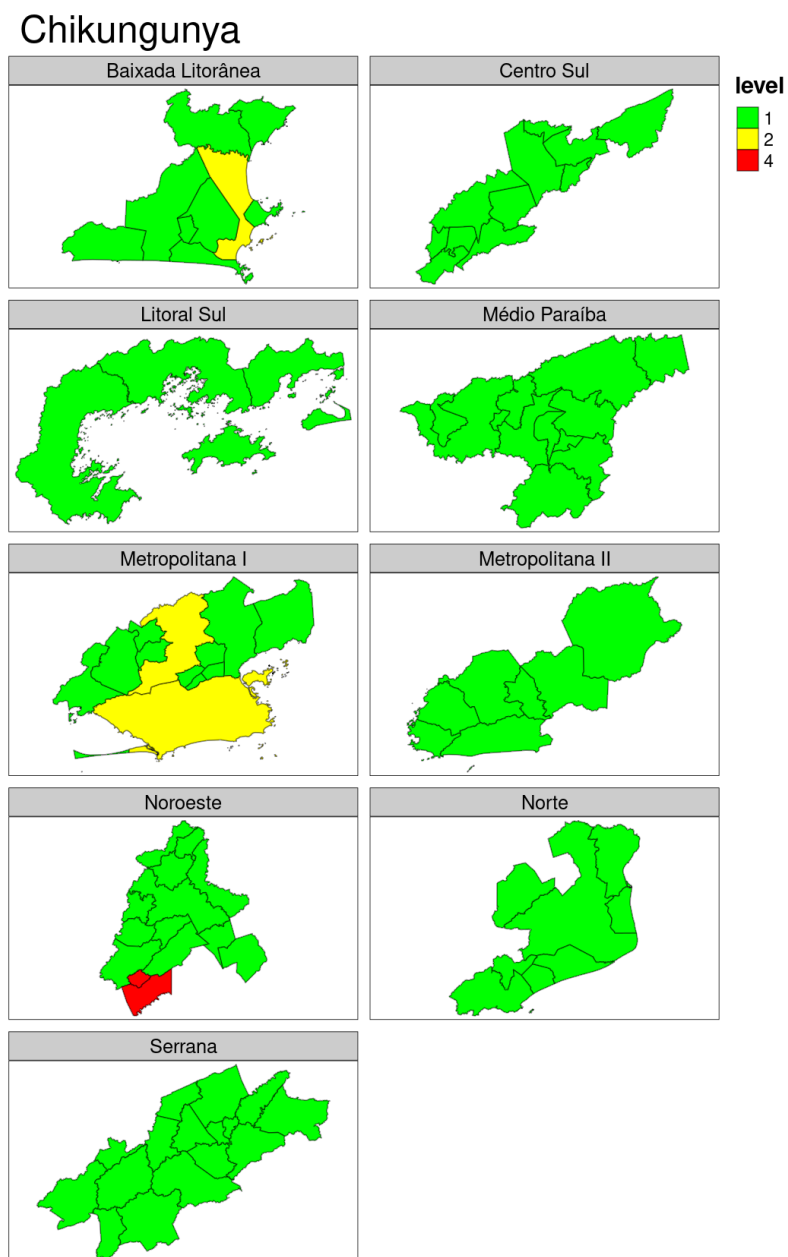 Chikungunya
Baixada Litorânea
Centro Sul
level
1
2
4
Litoral Sul
Médio Paraíba
Metropolitana I
Metropolitana II
Noroeste
Norte
Serrana